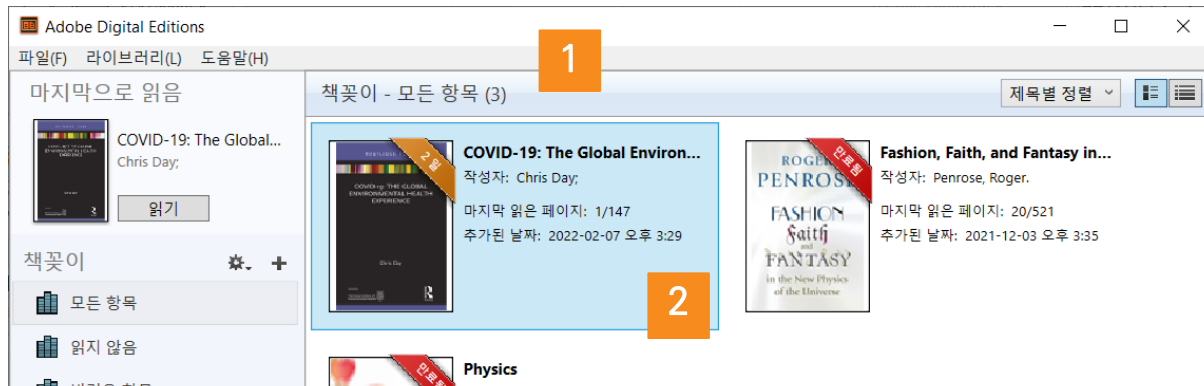 Adobe Digital Editions
파일(F) 라이브러리(L) 도움말(H)
1
마지막으로 읽음
COVID-19: The Global...
Chris Day;
읽기
책꽂이
모든 항목
읽지 않음
책꽂이 - 모든 항목 (3)
제목별 정렬
2 일
COVID-19: THE GLOBAL
ENVIRONMENTAL HEALTH
EXPERIENCE
Chris Day
COVID-19: The Global Environ...
작성자: Chris Day;
마지막 읽은 페이지: 1/147
추가된 날짜: 2022-02-07 오후 3:29
2
만료됨
ROGER
PENROSE
FASHION
Faith
and
FANTASY
in the New Physics
of the Universe
Fashion, Faith, and Fantasy in...
작성자: Penrose, Roger.
마지막 읽은 페이지: 20/521
추가된 날짜: 2021-12-03 오후 3:35
만료됨
Physics